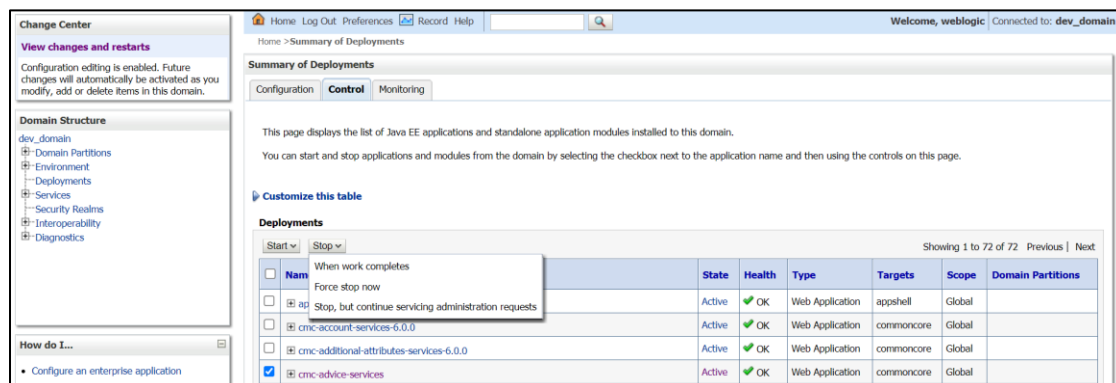 Change Center
View changes and restarts
Configuration editing is enabled. Future
changes will automatically be activated as you
modify, add or delete items in this domain.
Domain Structure
dev_domain
Domain Partitions
Environment
Deployments
Services
Security Realms
Interoperability
Diagnostics
How do I...
Configure an enterprise application
Home Log Out Preferences Record Help
Welcome, weblogic Connected to: dev_domain
Home >Summary of Deployments
Summary of Deployments
Configuration Control Monitoring
This page displays the list of Java EE applications and standalone application modules installed to this domain.
You can start and stop applications and modules from the domain by selecting the checkbox next to the application name and then using the controls on this page.
Customize this table
Deployments
Start Stop Showing 1 to 72 of 72 Previous | Next
When work completes
Force stop now
Stop, but continue servicing administration requests
State Health Type Targets Scope Domain Partitions
Active OK Web Application appshell Global
cmc-account-services-6.0.0 Active OK Web Application commoncore Global
cmc-additional-attributes-services-6.0.0 Active OK Web Application commoncore Global
cmc-advice-services Active OK Web Application commoncore Global